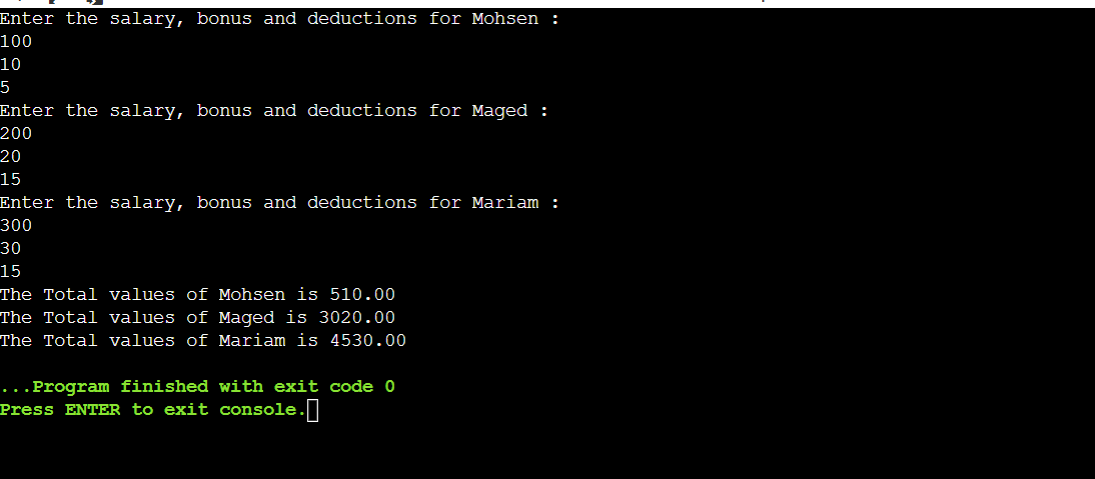 Enter the salary, bonus and deductions for Mohsen :
100
10
5
Enter the salary, bonus and deductions for Maged :
200
20
15
Enter the salary, bonus and deductions for Mariam :
300
30
15
The Total values of Mohsen is 510.00
The Total values of Maged is 3020.00
The Total values of Mariam is 4530.00
...Program finished with exit code 0
Press ENTER to exit console.